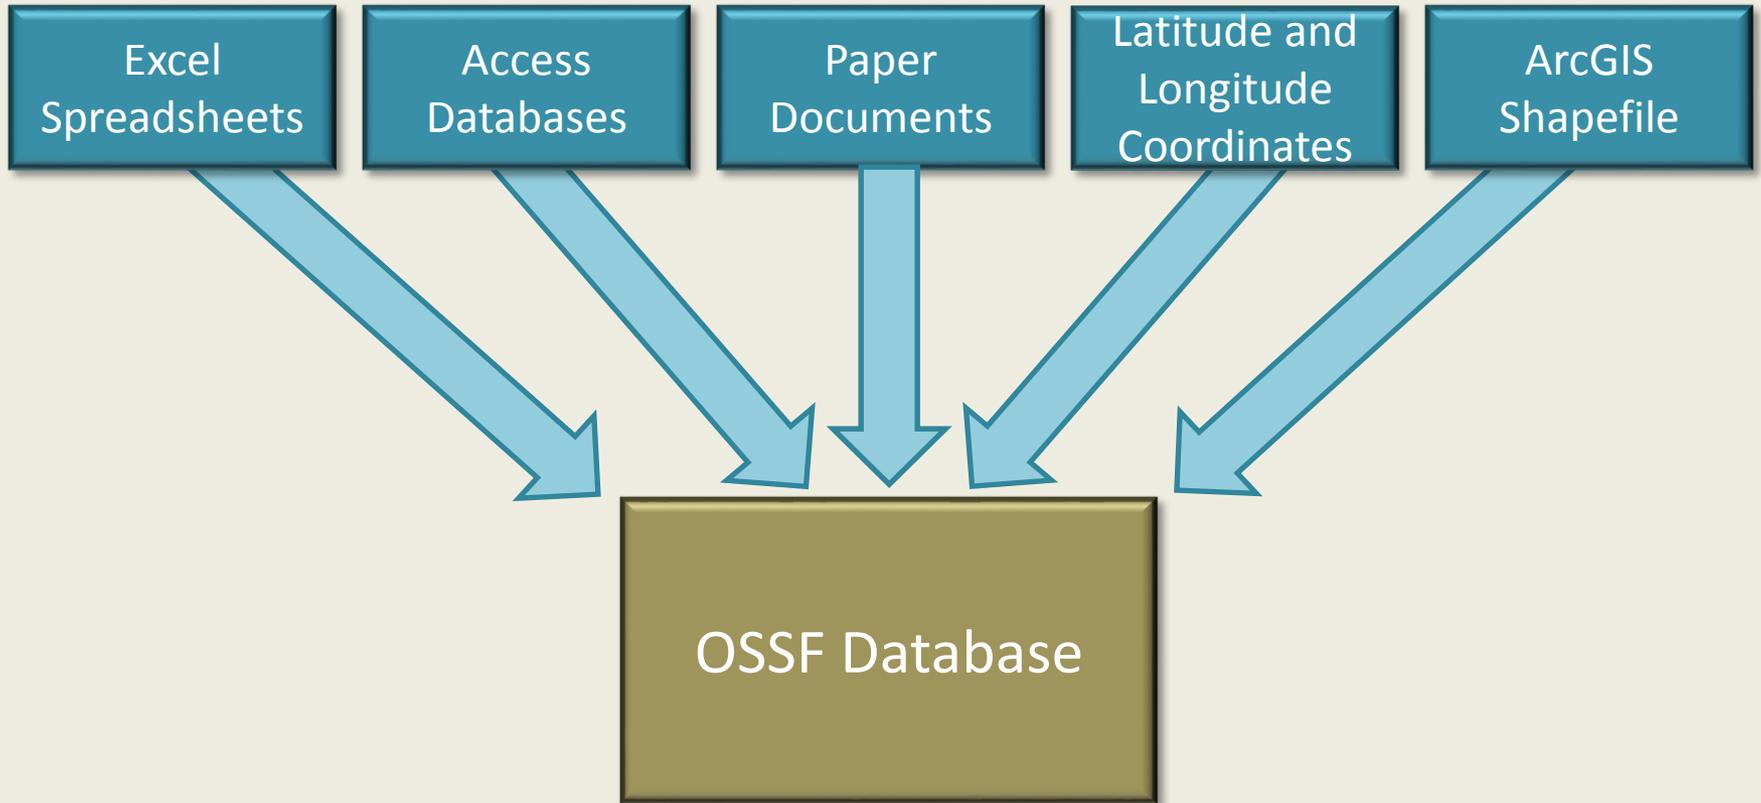 Excel
Spreadsheets
Access
Databases
Paper
Documents
Latitude and
Longitude
Coordinates
ArcGIS
Shapefile
OSSF Database